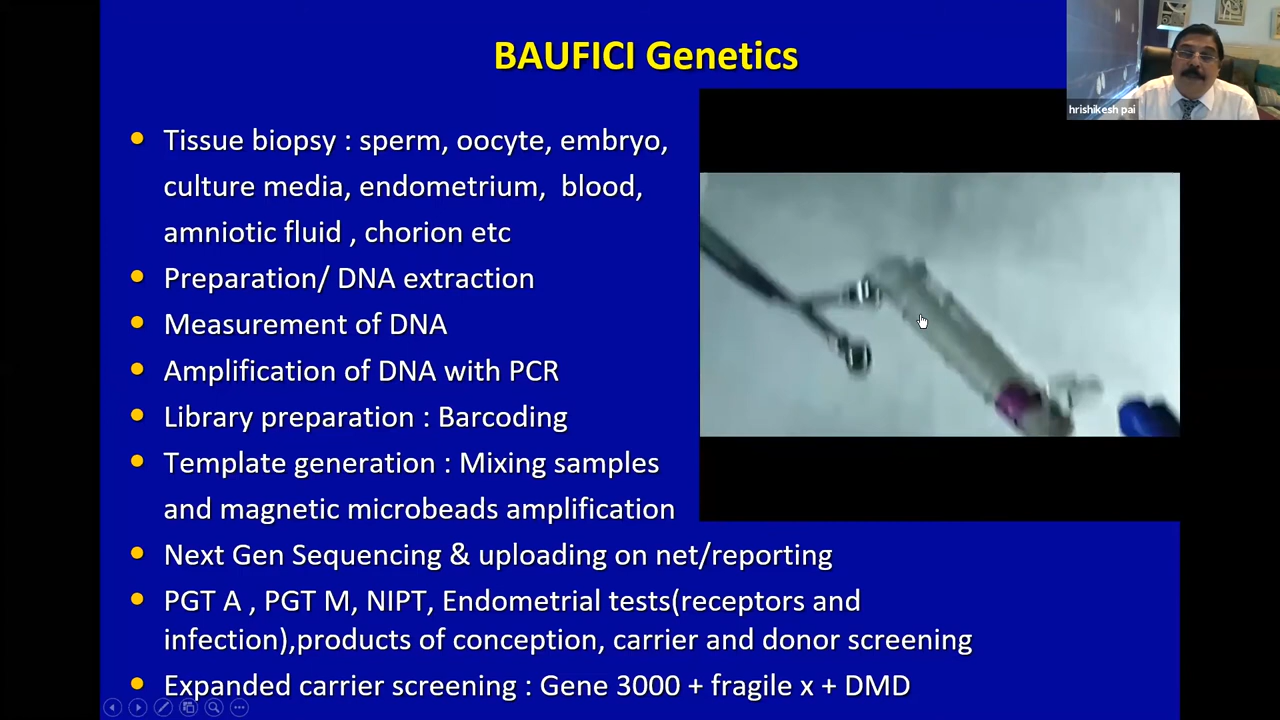 BAUFICI Genetics
hrishikesh pai
Tissue biopsy : sperm, oocyte, embryo,
culture media, endometrium, blood,
amniotic fluid , chorion etc
Preparation/ DNA extraction
Measurement of DNA
Amplification of DNA with PCR
Library preparation : Barcoding
Template generation : Mixing samples
and magnetic microbeads amplification
Next Gen Sequencing & uploading on net/reporting
PGT A , PGT M, NIPT, Endometrial tests(receptors and
infection),products of conception, carrier and donor screening
Expanded carrier screening : Gene 3000 + fragile x + DMD